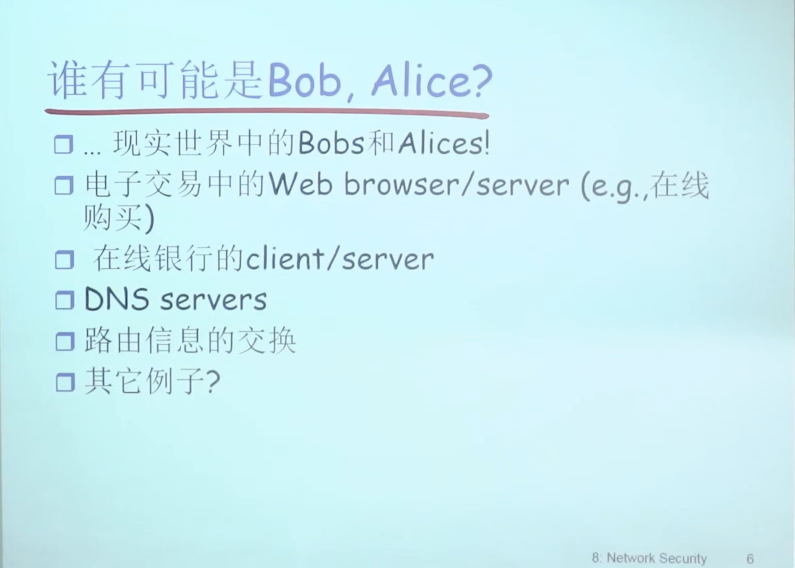 谁有可能是Bob, Alice?
... 现实世界中的Bobs和Alices!
电子交易中的Web browser/server (e.g.,在线
购买)
在线银行的client/server
DNS servers
路由信息的交换
其它例子?
8: Network Security 6